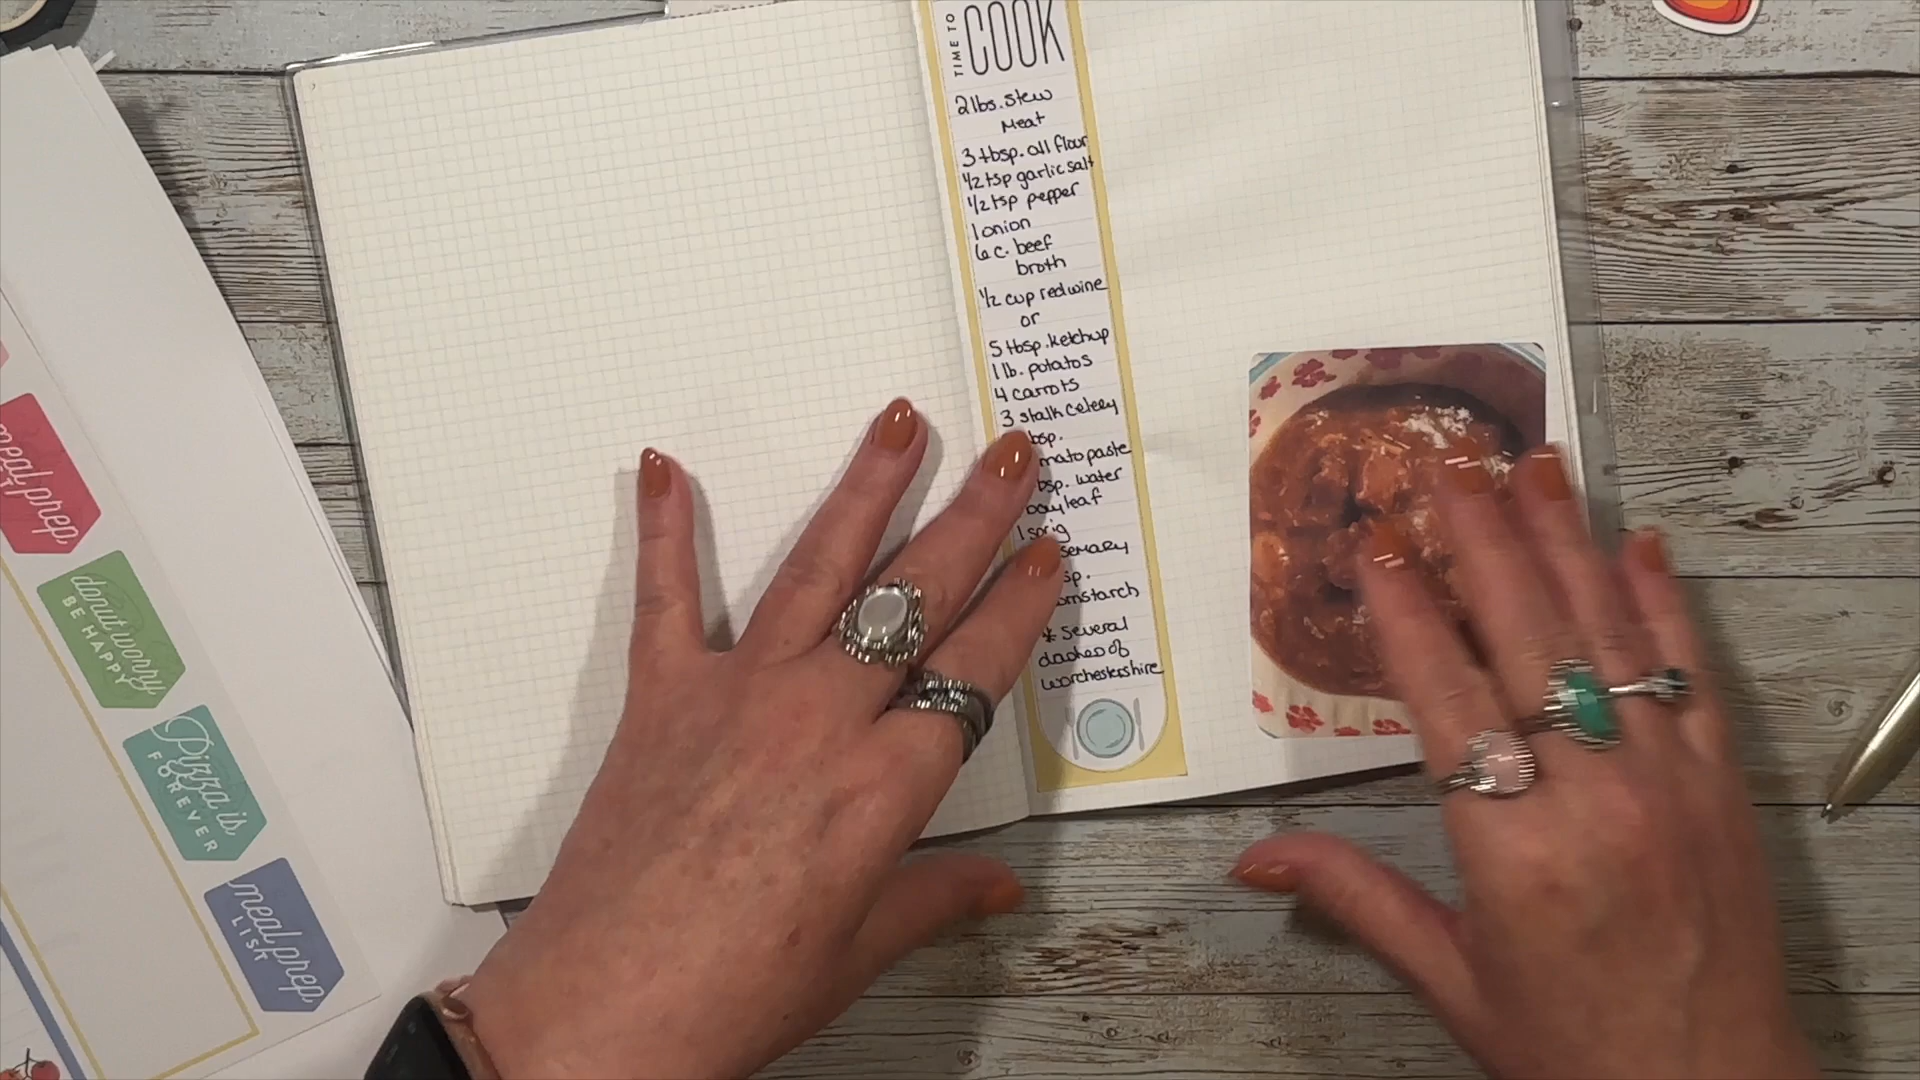 TIME TO
COOK
2 lbs. stew
Meat
3 tbsp. all flour
1/2 tsp garlic salt
1/2 tsp pepper
1 onion
6 c. beef
broth
1/2 cup red wine
or
5 tbsp. ketchup
1 lb. potatos
4 carrots
3 stalk celery
bsp.
mato paste
bsp. water
bay leaf
1 sprig
semary
sp.
ornstarch
* Several
dashes of
worchestershire
meal prep
donut worry
BE HAPPY
Pizza is
FOREVER
meal prep
LIST